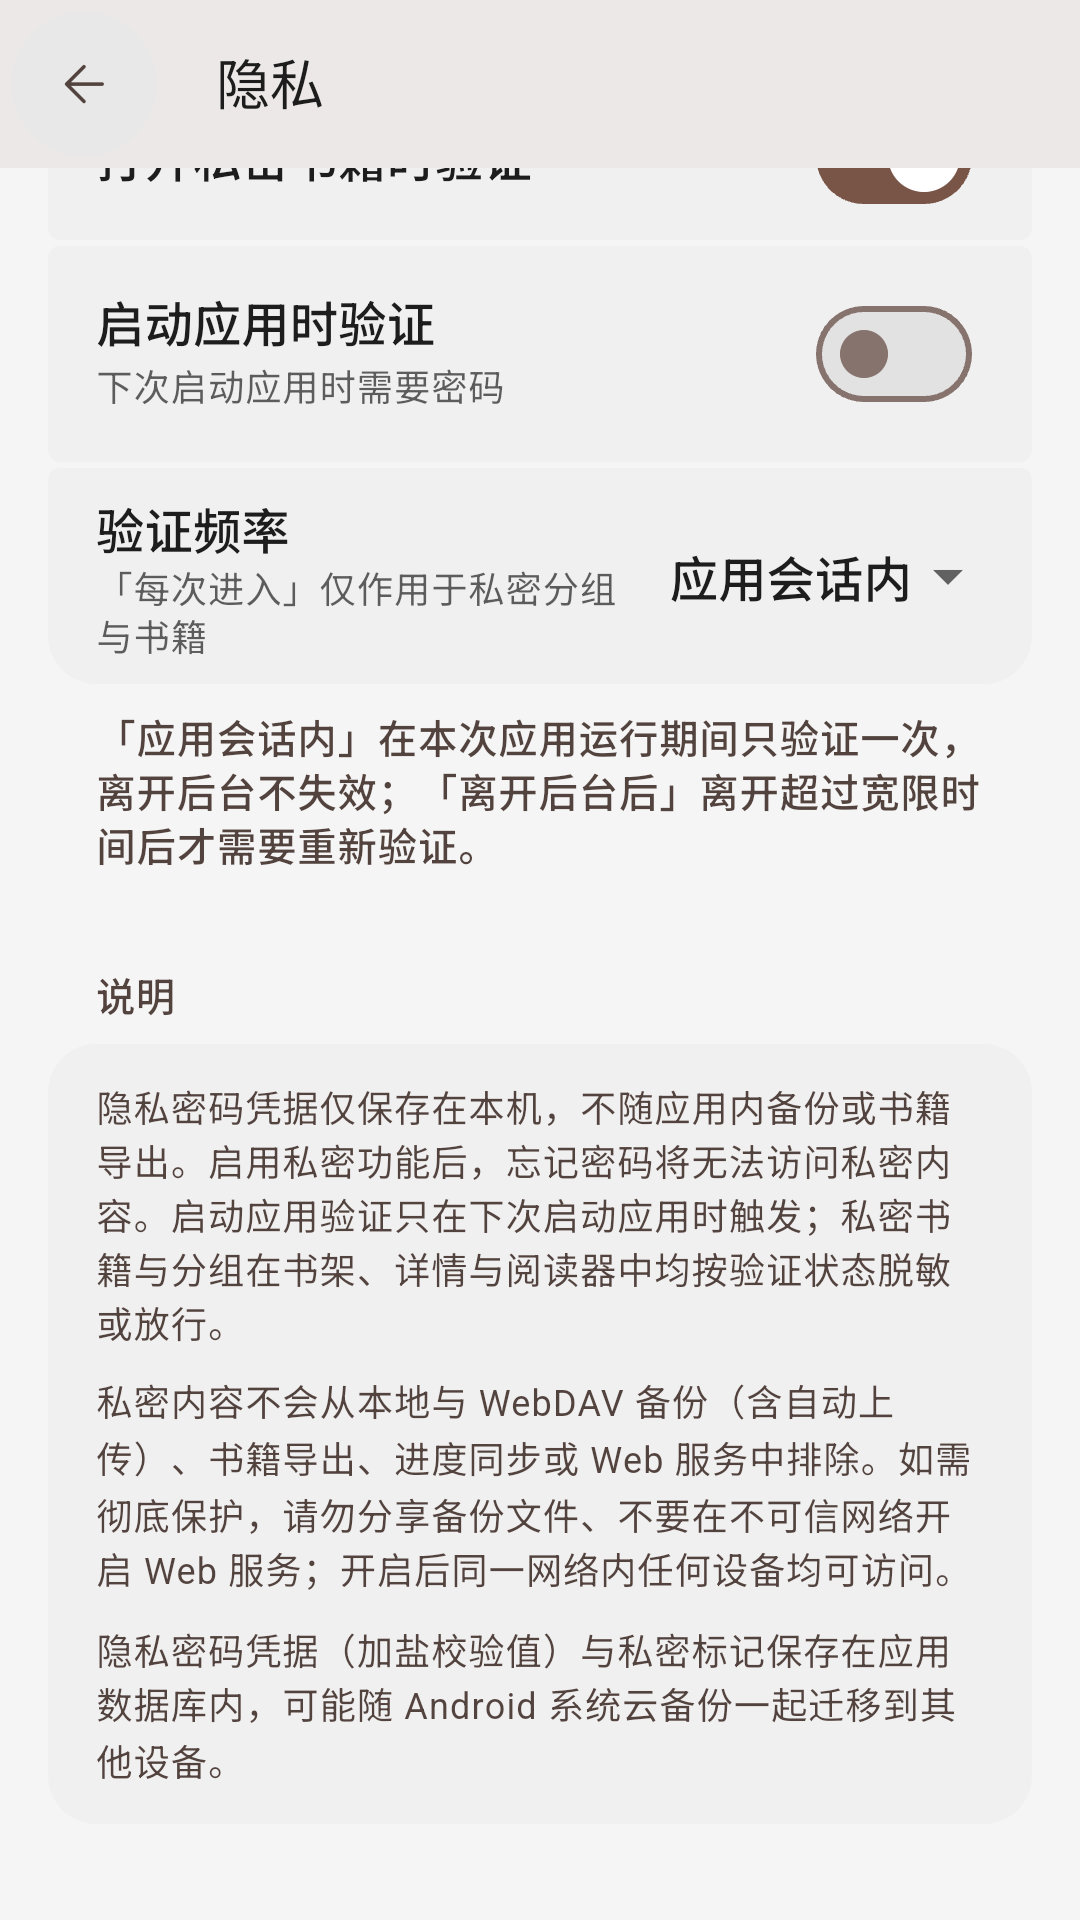 隐私
打开私密书籍时验证
启动应用时验证
下次启动应用时需要密码
验证频率
「每次进入」仅作用于私密分组
与书籍
应用会话内
「应用会话内」在本次应用运行期间只验证一次，
离开后台不失效；「离开后台后」离开超过宽限时
间后才需要重新验证。
说明
隐私密码凭据仅保存在本机，不随应用内备份或书籍
导出。启用私密功能后，忘记密码将无法访问私密内
容。启动应用验证只在下次启动应用时触发；私密书
籍与分组在书架、详情与阅读器中均按验证状态脱敏
或放行。
私密内容不会从本地与 WebDAV 备份（含自动上
传）、书籍导出、进度同步或 Web 服务中排除。如需
彻底保护，请勿分享备份文件、不要在不可信网络开
启 Web 服务；开启后同一网络内任何设备均可访问。
隐私密码凭据（加盐校验值）与私密标记保存在应用
数据库内，可能随 Android 系统云备份一起迁移到其
他设备。